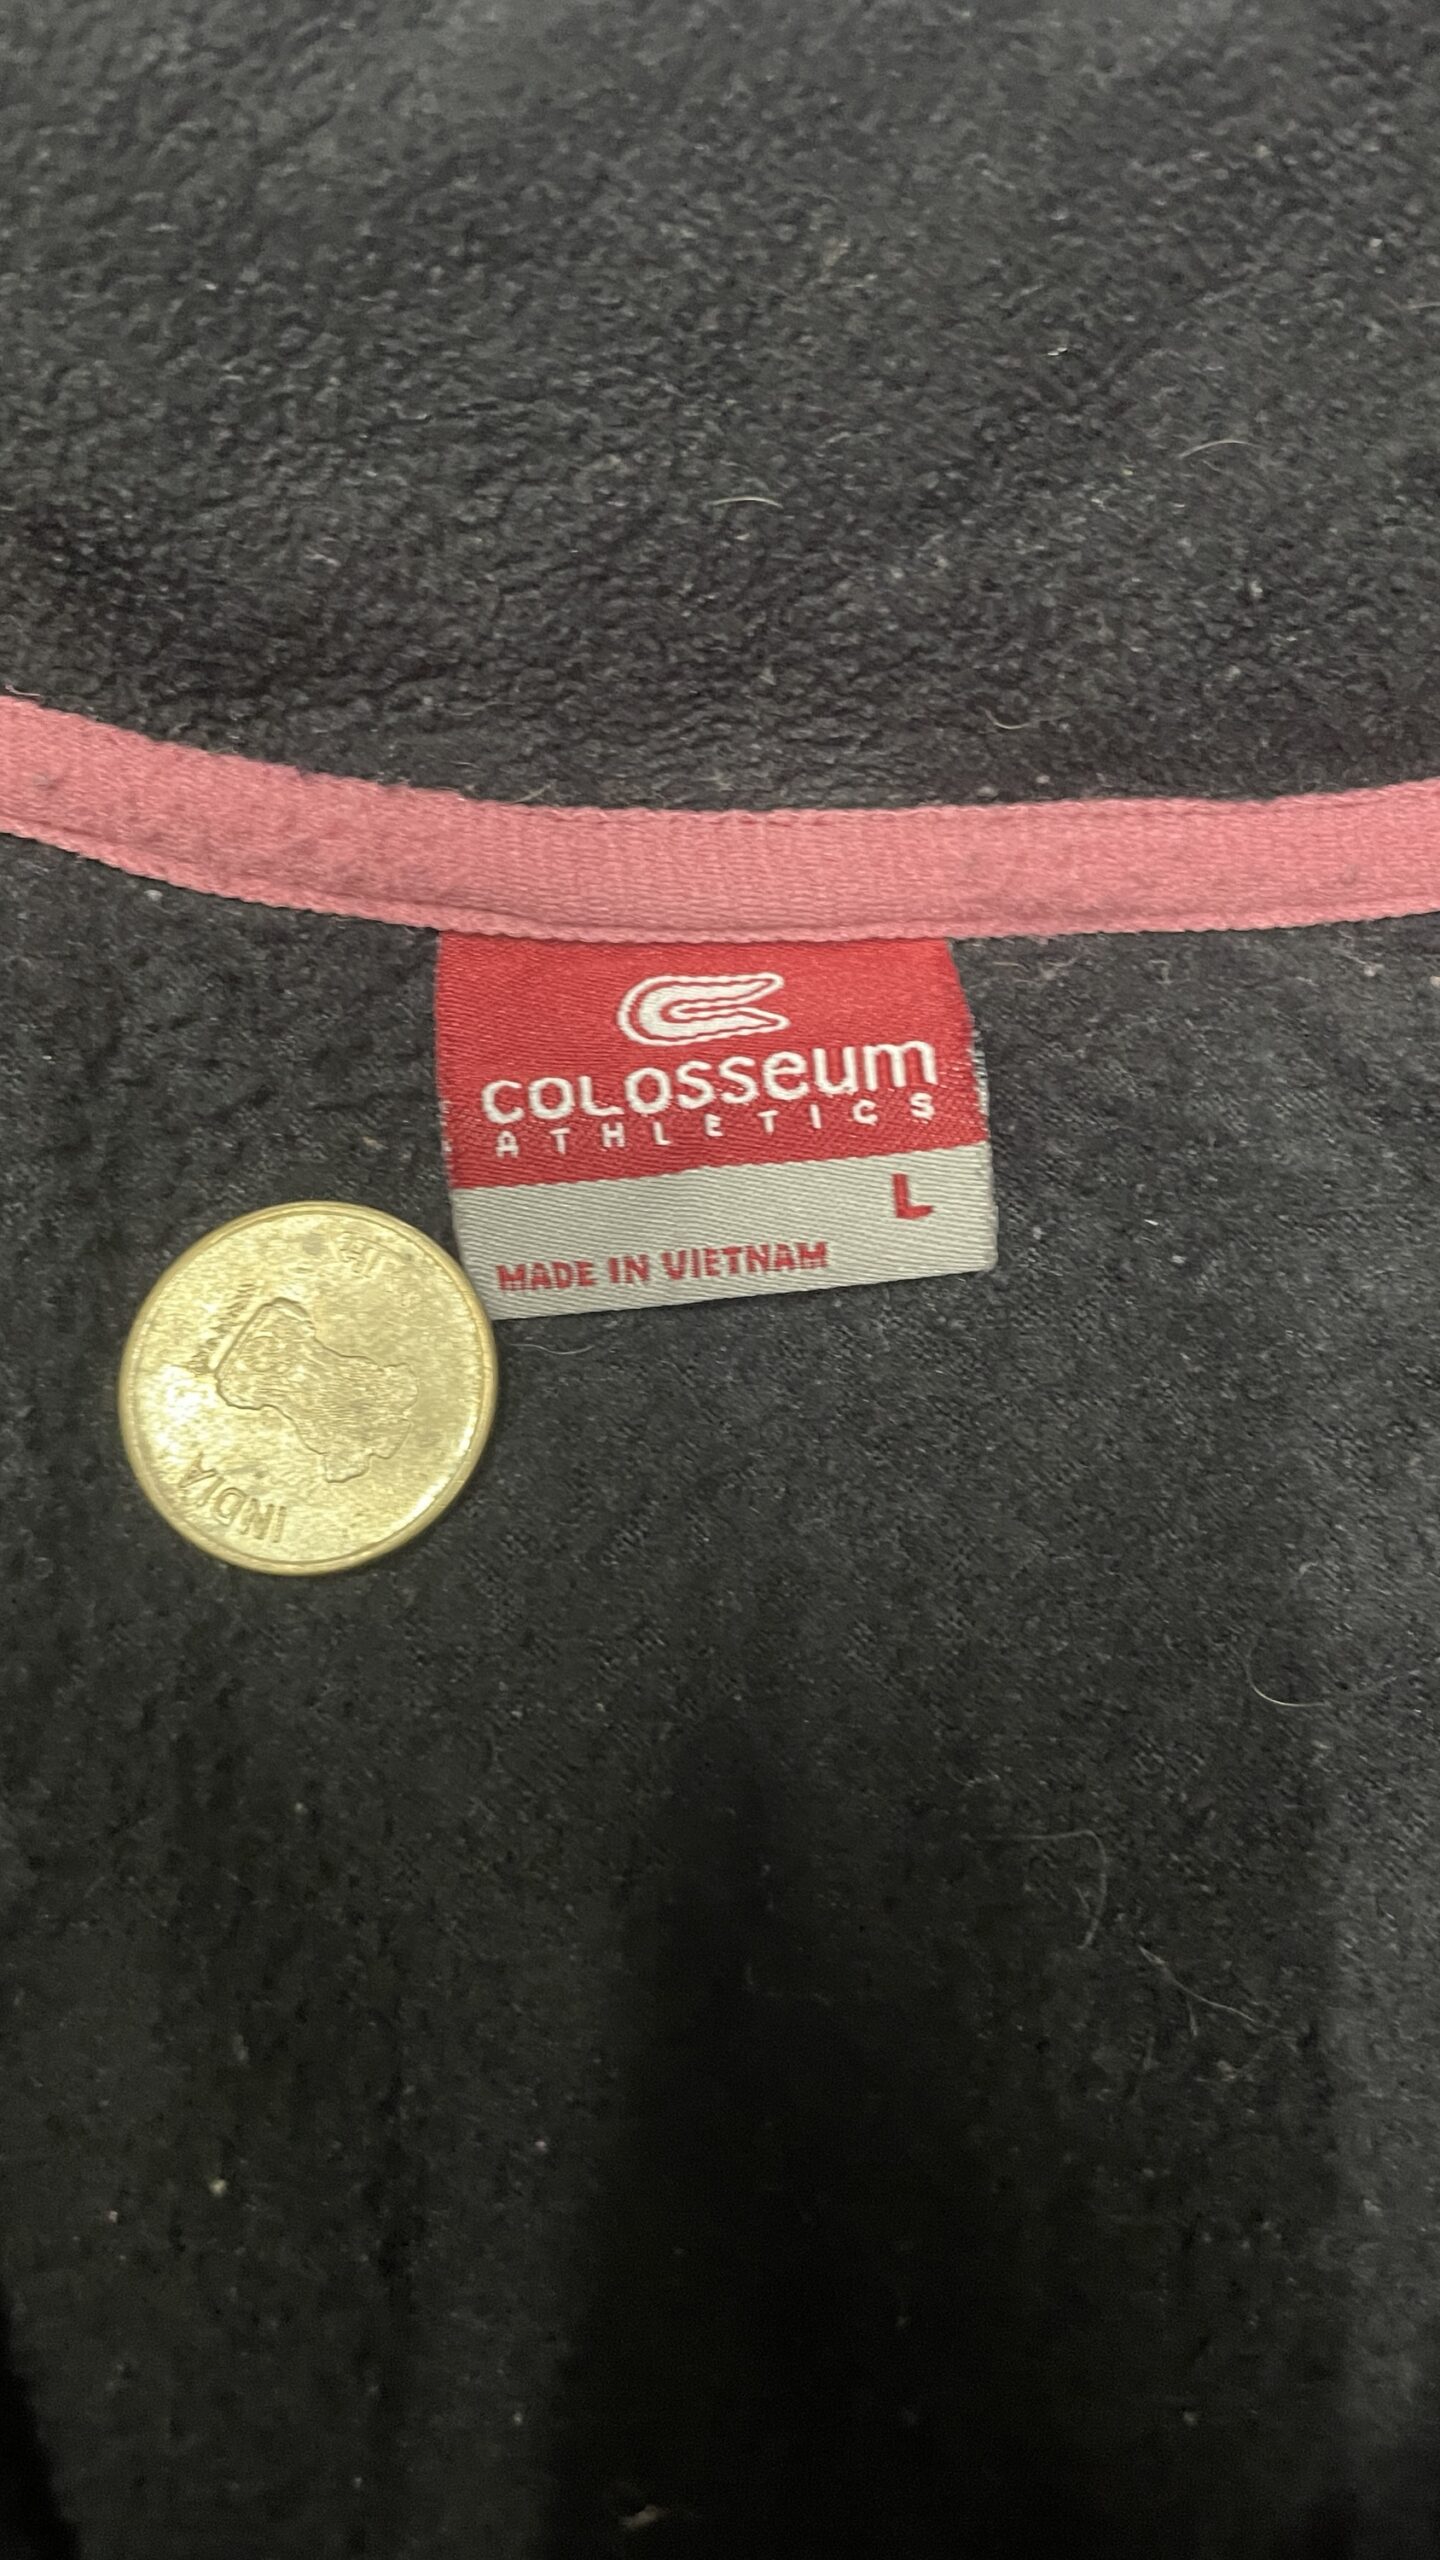 COLOSSeum
ATHLETICS
L
MADE IN VIETNAM
INDIA